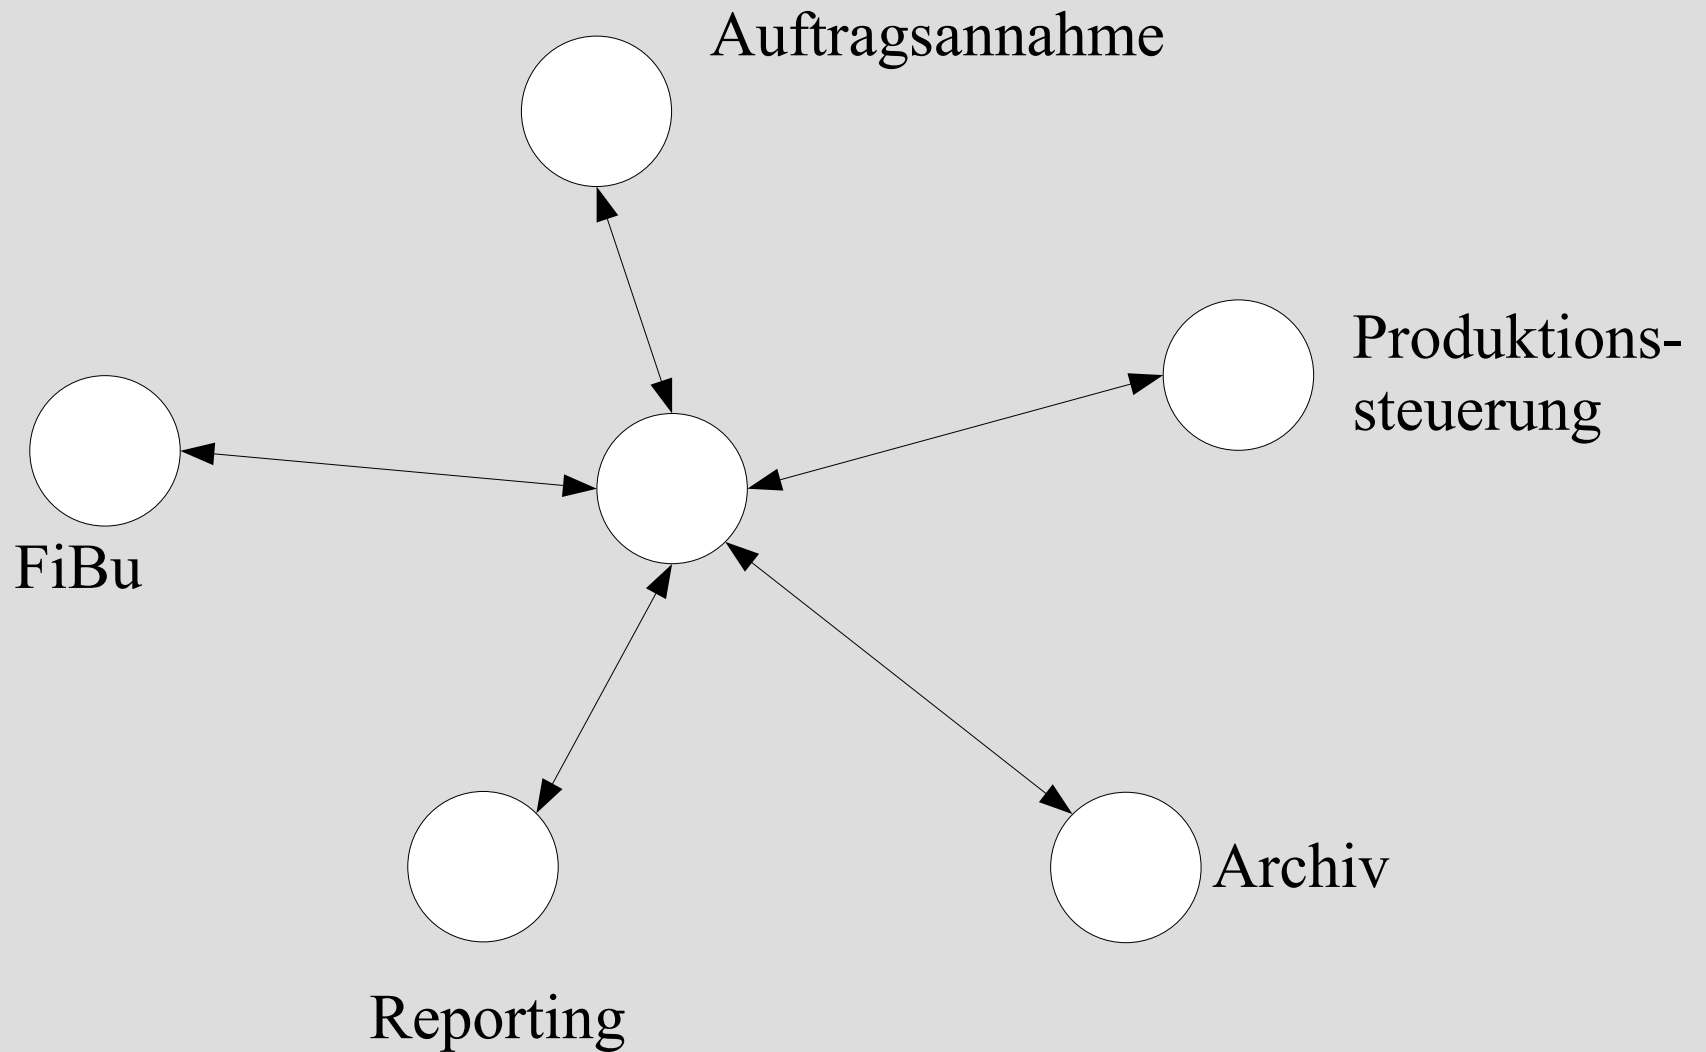 Auftragsannahme
Produktions-
steuerung
FiBu
Archiv
Reporting